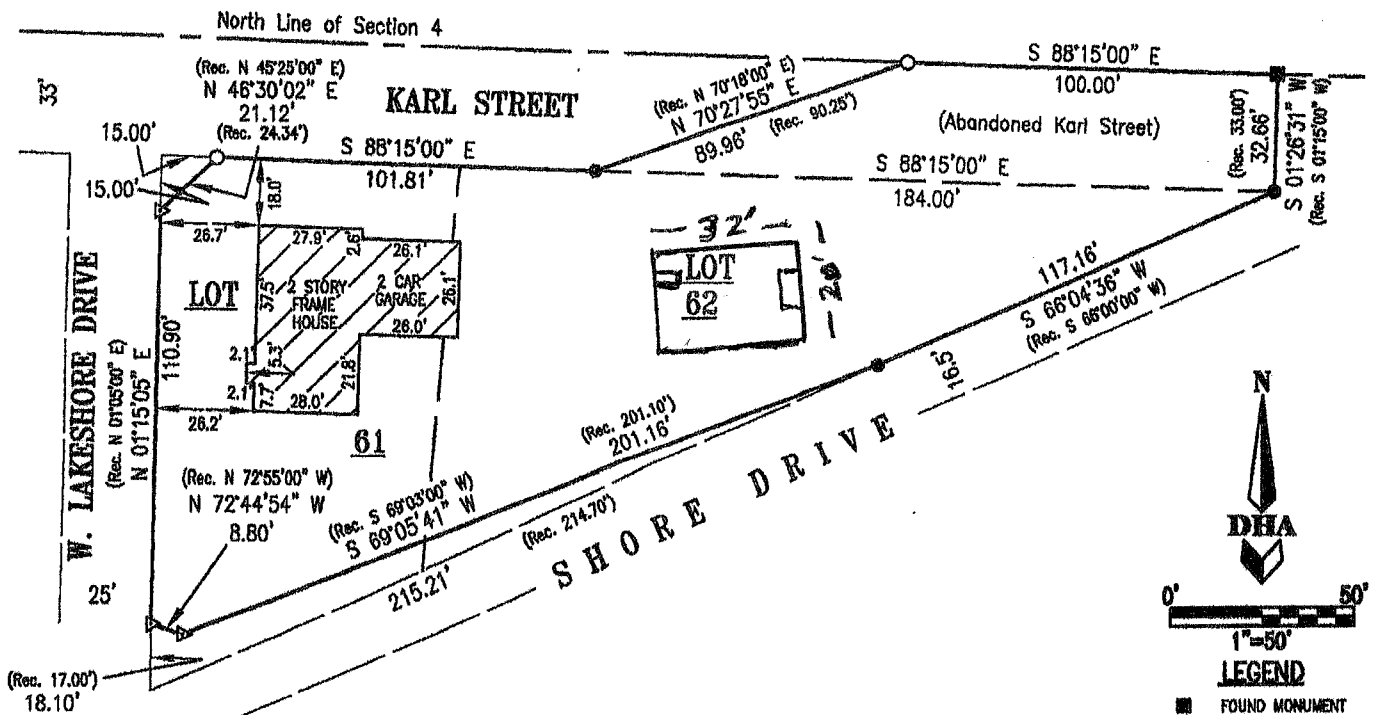 North Line of Section 4
(Rec. N 45°25'00" E)
N 46°30'02" E
21.12'
(Rec. 24.34')
33'
KARL STREET
(Rec. N 70°18'00" E)
N 70°27'55" E
89.96'
(Rec. 90.25')
S 88°15'00" E
100.00'
(Abandoned Karl Street)
(Rec. 33.00')
32.66'
S 01°26'31" W
(Rec. S 01°15'00" W)
15.00'
15.00'
S 88°15'00" E
101.81'
S 88°15'00" E
184.00'
18.0'
26.7'
27.9'
2.6'
26.1'
LOT
37.5'
2 STORY
FRAME
HOUSE
2 CAR
GARAGE
26.1'
26.0'
2.1'
5.3'
2.1'
7.7'
21.8'
28.0'
26.2'
61
32'
LOT
62
20'
117.16'
S 66°04'36" W
(Rec. S 66°00'00" W)
16.5'
W. LAKESHORE DRIVE
(Rec. N 01°05'00" E)
N 01°15'05" E
110.90'
(Rec. N 72°55'00" W)
N 72°44'54" W
8.80'
(Rec. 201.10')
201.16'
(Rec. S 69°03'00" W)
S 69°05'41" W
(Rec. 214.70')
215.21'
SHORE DRIVE
25'
(Rec. 17.00')
18.10'
N
DHA
0' 50'
1"=50'
LEGEND
FOUND MONUMENT